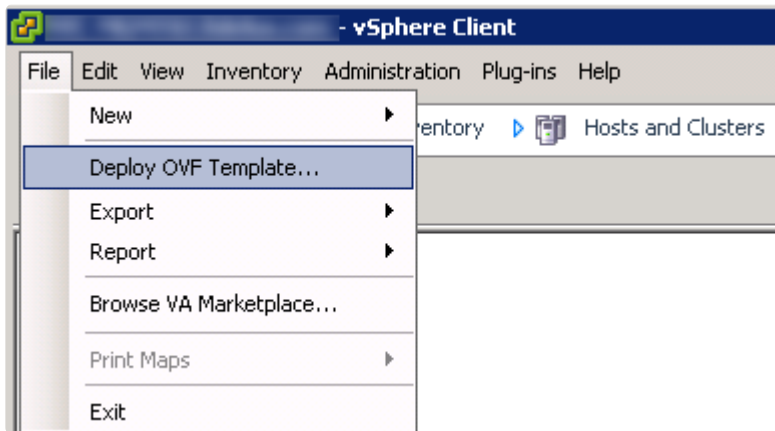 - vSphere Client
File Edit View Inventory Administration Plug-ins Help
New
entory Hosts and Clusters
Deploy OVF Template...
Export
Report
Browse VA Marketplace...
Print Maps
Exit